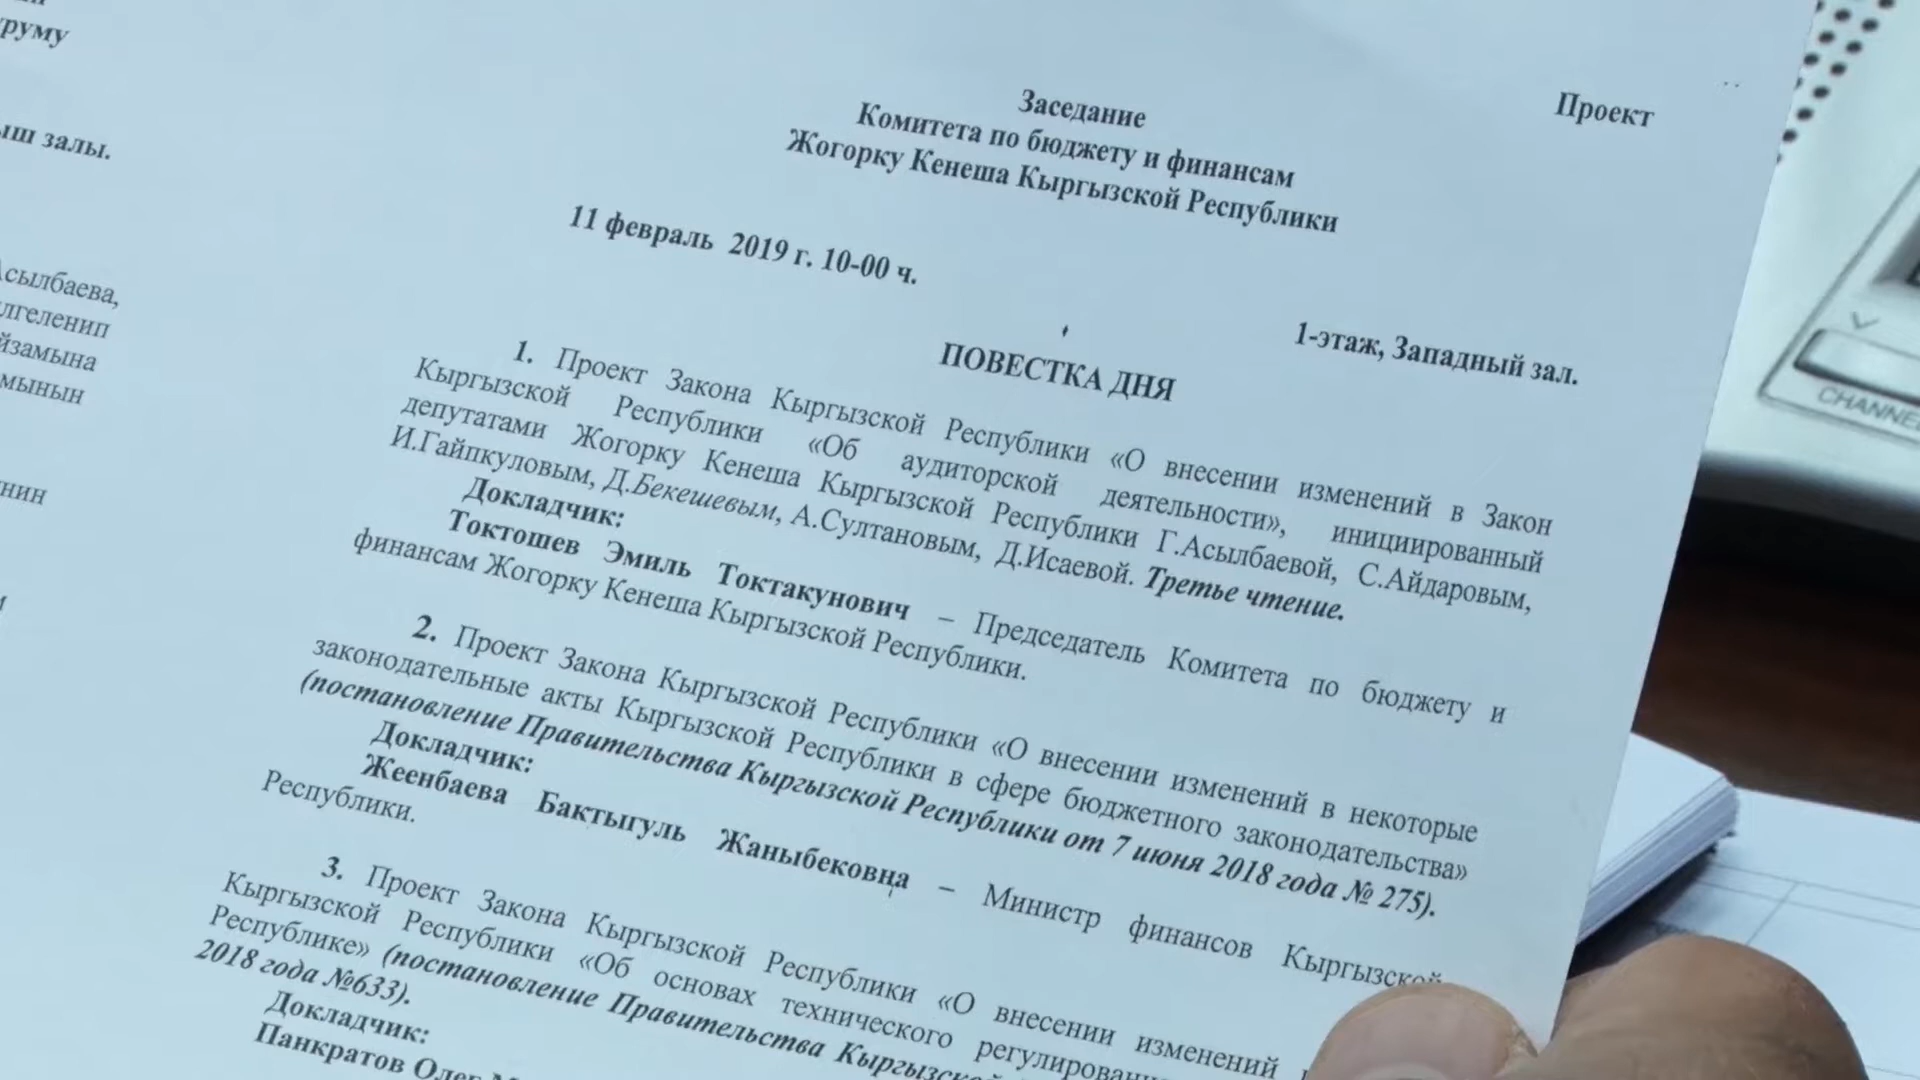 руму
ыш залы.
Асылбаева,
лгеленип
йзамына
мынын
нин
Проект
Заседание
Комитета по бюджету и финансам
Жогорку Кенеша Кыргызской Республики
11 февраль 2019 г. 10-00 ч.
1-этаж, Западный зал.
ПОВЕСТКА ДНЯ
1. Проект Закона Кыргызской Республики «О внесении изменений в Закон
Кыргызской Республики «Об аудиторской деятельности», инициированный
депутатами Жогорку Кенеша Кыргызской Республики Г.Асылбаевой, С.Айдаровым,
И.Гайпкуловым, Д.Бекешевым, А.Султановым, Д.Исаевой. Третье чтение.
Докладчик:
Токтошев Эмиль Токтакунович – Председатель Комитета по бюджету и
финансам Жогорку Кенеша Кыргызской Республики.
2. Проект Закона Кыргызской Республики «О внесении изменений в некоторые
законодательные акты Кыргызской Республики в сфере бюджетного законодательства»
(постановление Правительства Кыргызской Республики от 7 июня 2018 года № 275).
Докладчик:
Жеенбаева Бактыгуль Жаныбековна – Министр финансов Кыргызской
Республики.
3. Проект Закона Кыргызской Республики «О внесении изменений
Кыргызской Республики «Об основах технического регулирован
Республике» (постановление Правительства Кыргызской
2018 года №633).
Докладчик:
Панкратов Олег
CHANNEL